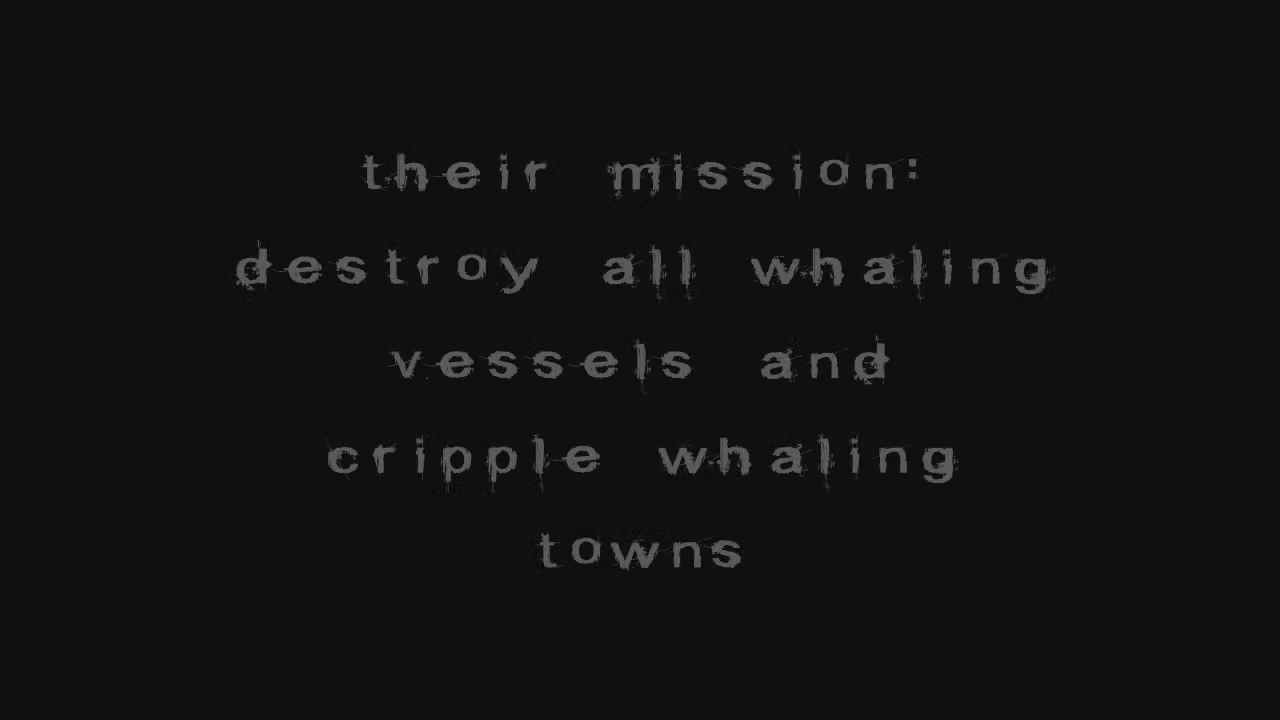 their mission:
destroy all whaling
vessels and
cripple whaling
towns